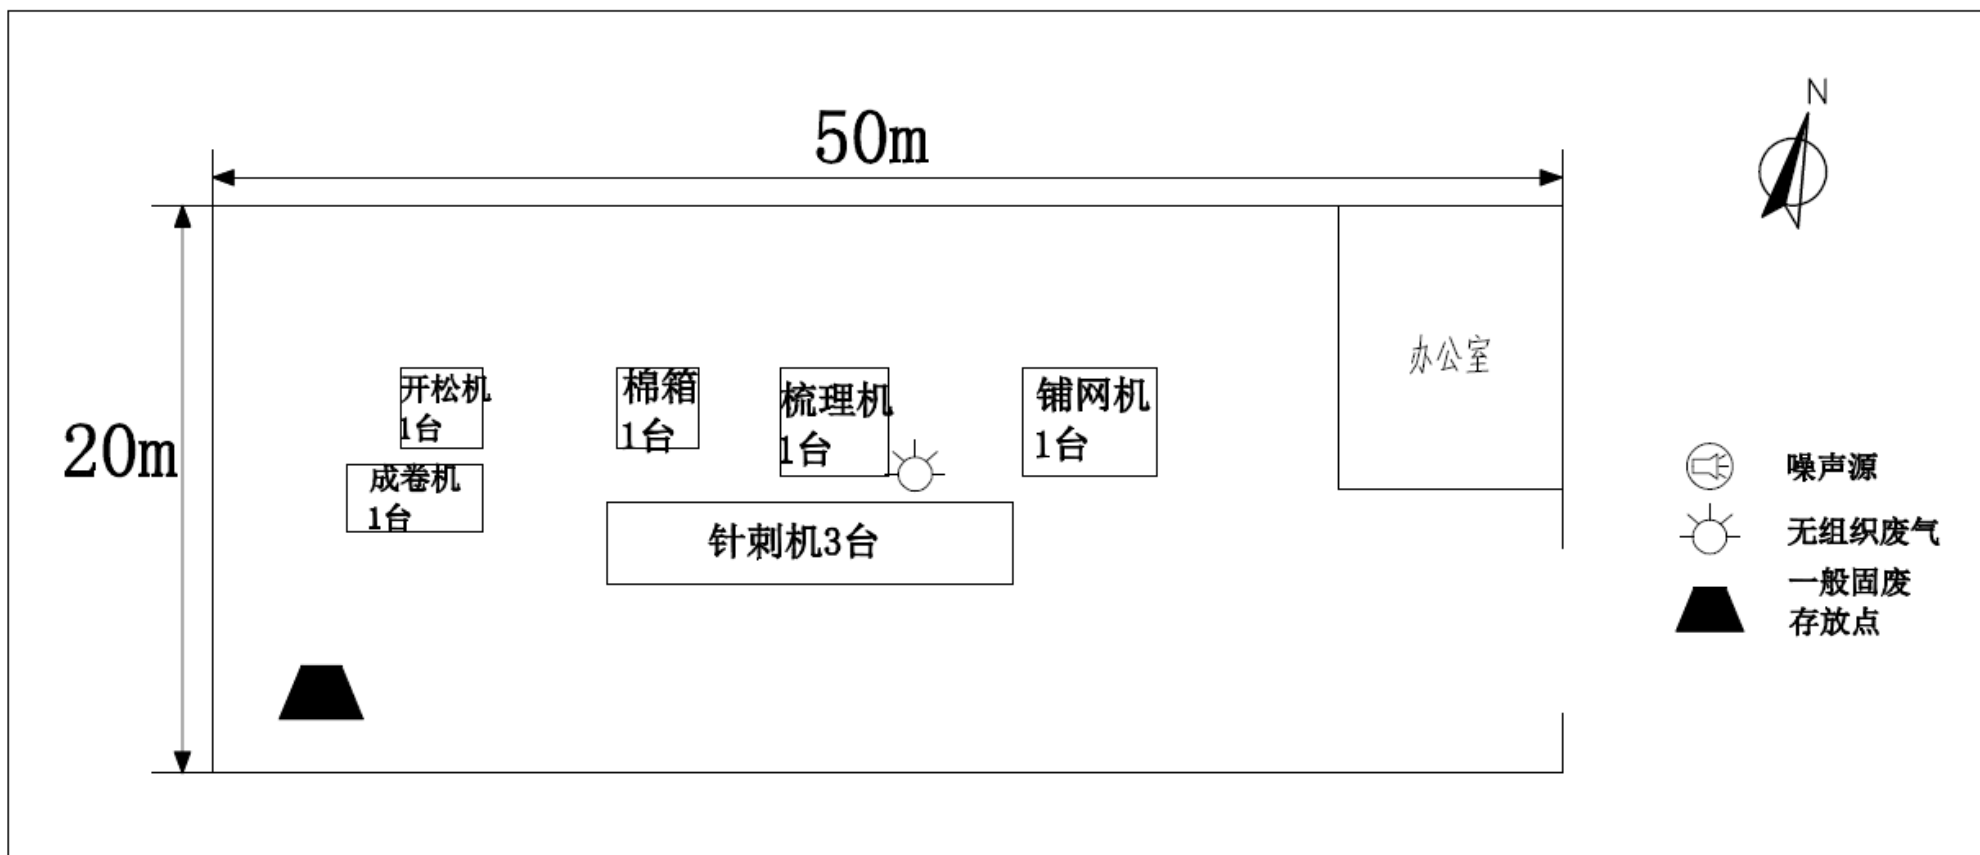 50m
N
20m
办公室
开松机
1台
棉箱
1台
梳理机
1台
铺网机
1台
成卷机
1台
针刺机3台
噪声源
无组织废气
一般固废
存放点